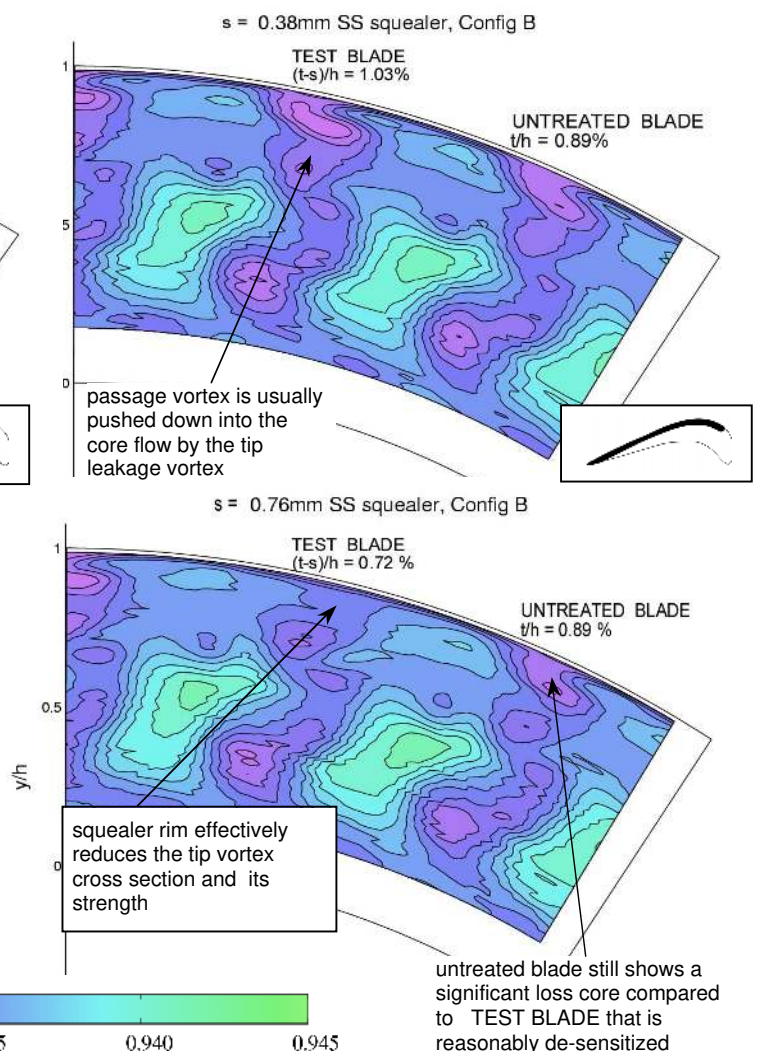 s = 0.38mm SS squealer, Config B
TEST BLADE
(t-s)/h = 1.03%
UNTREATED BLADE
t/h = 0.89%
1
5
0
passage vortex is usually
pushed down into the
core flow by the tip
leakage vortex
s = 0.76mm SS squealer, Config B
TEST BLADE
(t-s)/h = 0.72 %
UNTREATED BLADE
t/h = 0.89 %
1
0.5
y/h
0
squealer rim effectively
reduces the tip vortex
cross section and its
strength
untreated blade still shows a
significant loss core compared
to TEST BLADE that is
reasonably de-sensitized
5 0.940 0.945